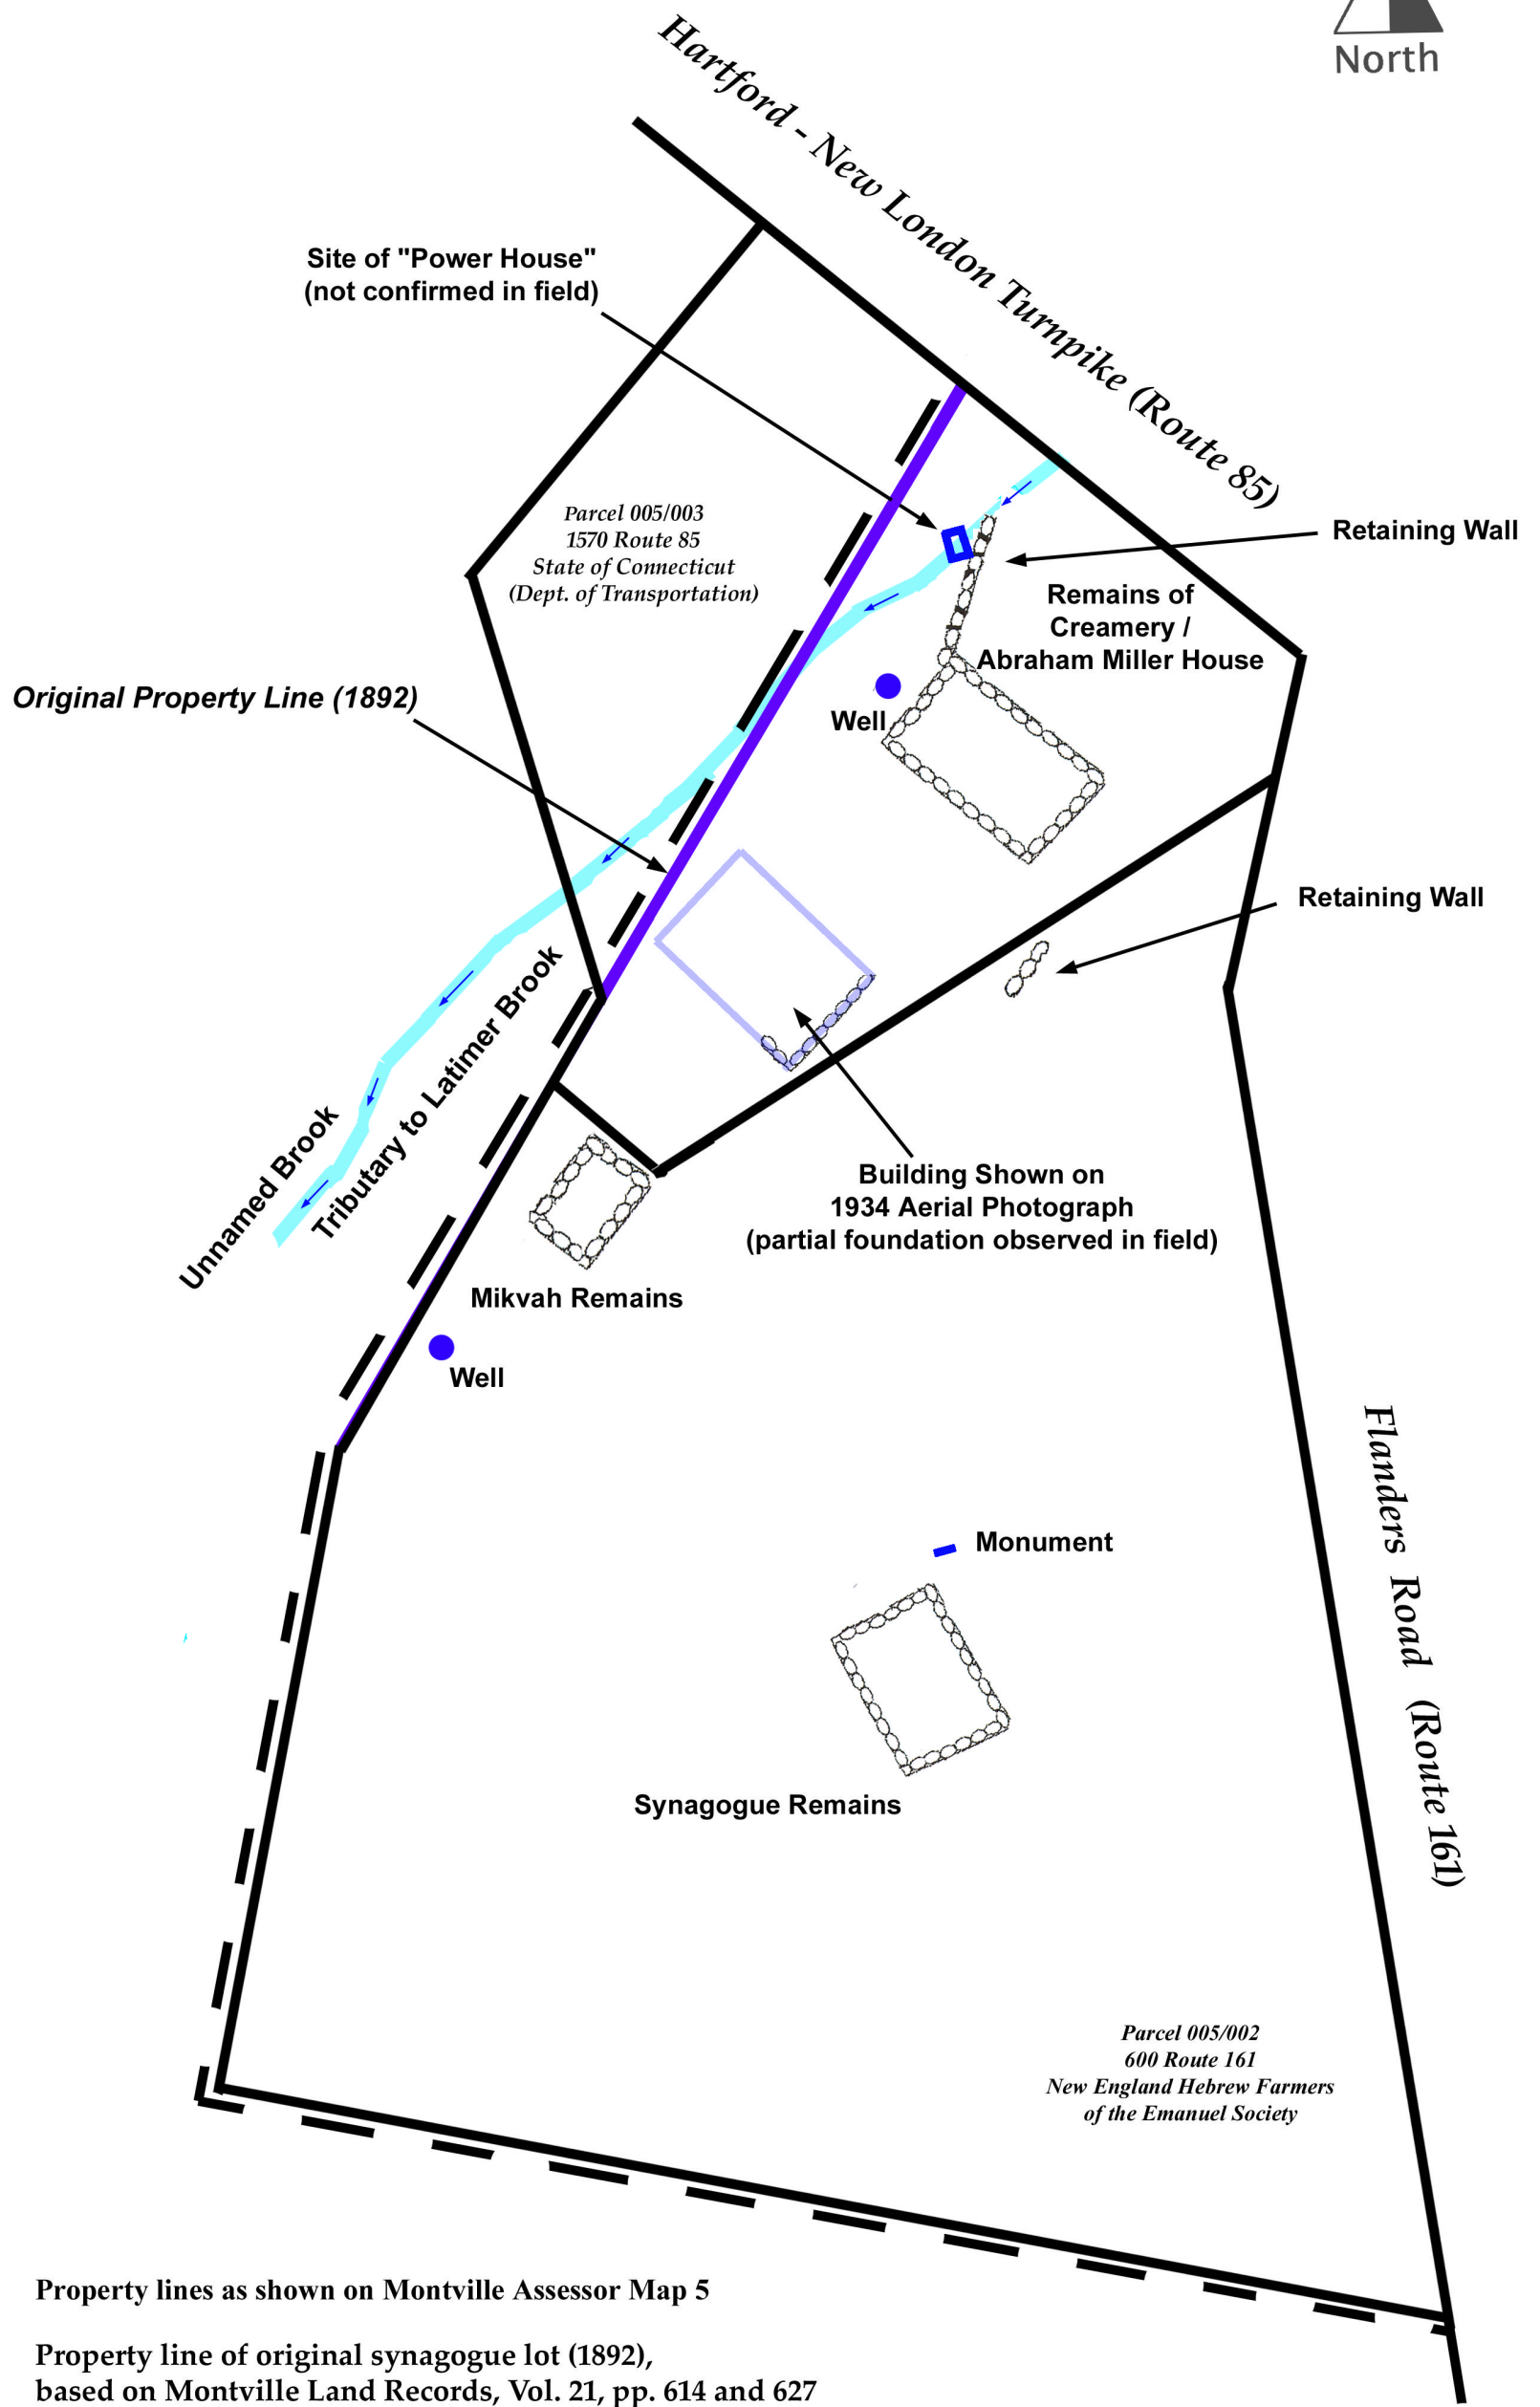 North
Hartford - New London Turnpike (Route 85)
Site of "Power House"
(not confirmed in field)
Parcel 005/003
1570 Route 85
State of Connecticut
(Dept. of Transportation)
Retaining Wall
Remains of
Creamery /
Abraham Miller House
Original Property Line (1892)
Well
Retaining Wall
Unnamed Brook
Tributary to Latimer Brook
Building Shown on
1934 Aerial Photograph
(partial foundation observed in field)
Mikvah Remains
Well
Flanders Road (Route 161)
Monument
Synagogue Remains
Parcel 005/002
600 Route 161
New England Hebrew Farmers
of the Emanuel Society
Property lines as shown on Montville Assessor Map 5
Property line of original synagogue lot (1892),
based on Montville Land Records, Vol. 21, pp. 614 and 627